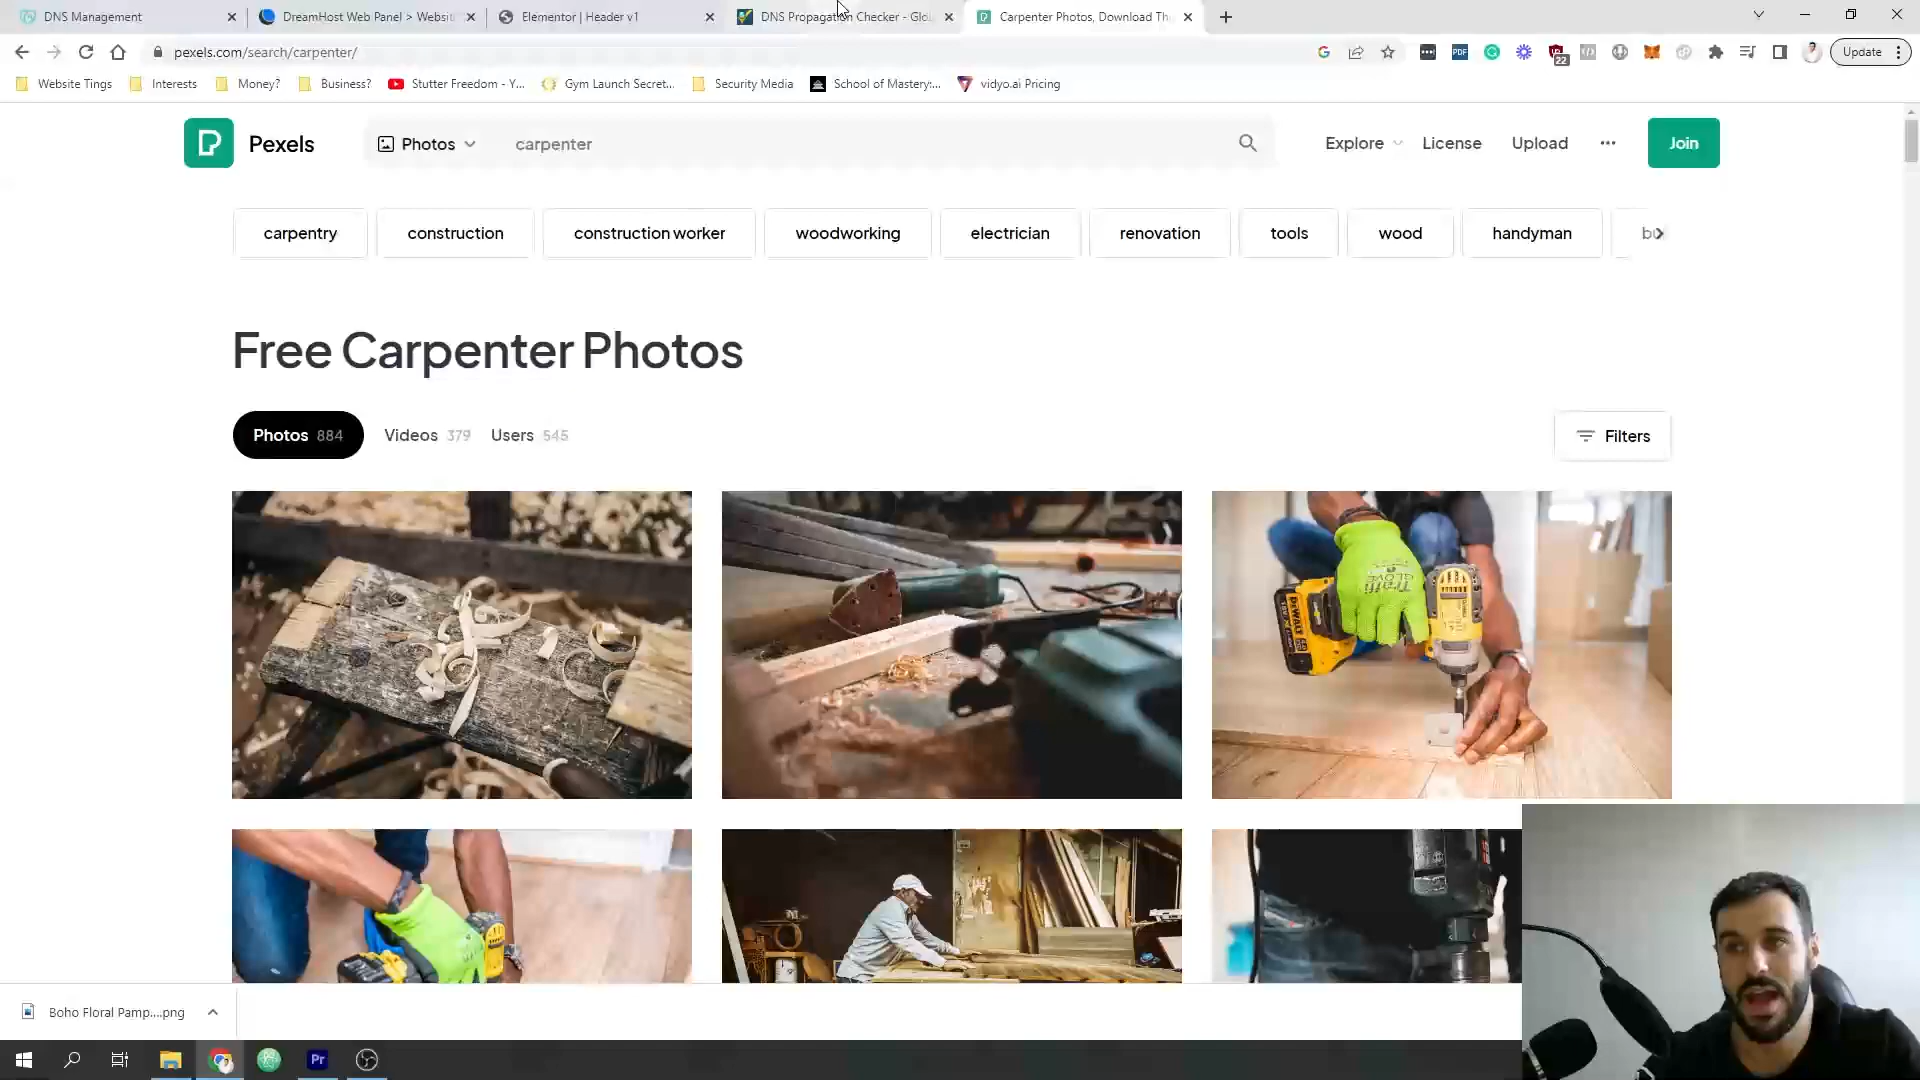 DNS Management
DreamHost Web Panel > Websit
Elementor | Header v1
DNS Propagation Checker - Glo
Carpenter Photos, Download Th
pexels.com/search/carpenter/
PDF
22
Update
Website Tings
Interests
Money?
Business?
Stutter Freedom - Y...
Gym Launch Secret...
Security Media
School of Mastery:...
vidyo.ai Pricing
Pexels
Photos
carpenter
Explore
License
Upload
Join
carpentry
construction
construction worker
woodworking
electrician
renovation
tools
wood
handyman
Free Carpenter Photos
Photos 884
Videos 379
Users 545
Filters
DEWALT
Boho Floral Pamp....png
Pr